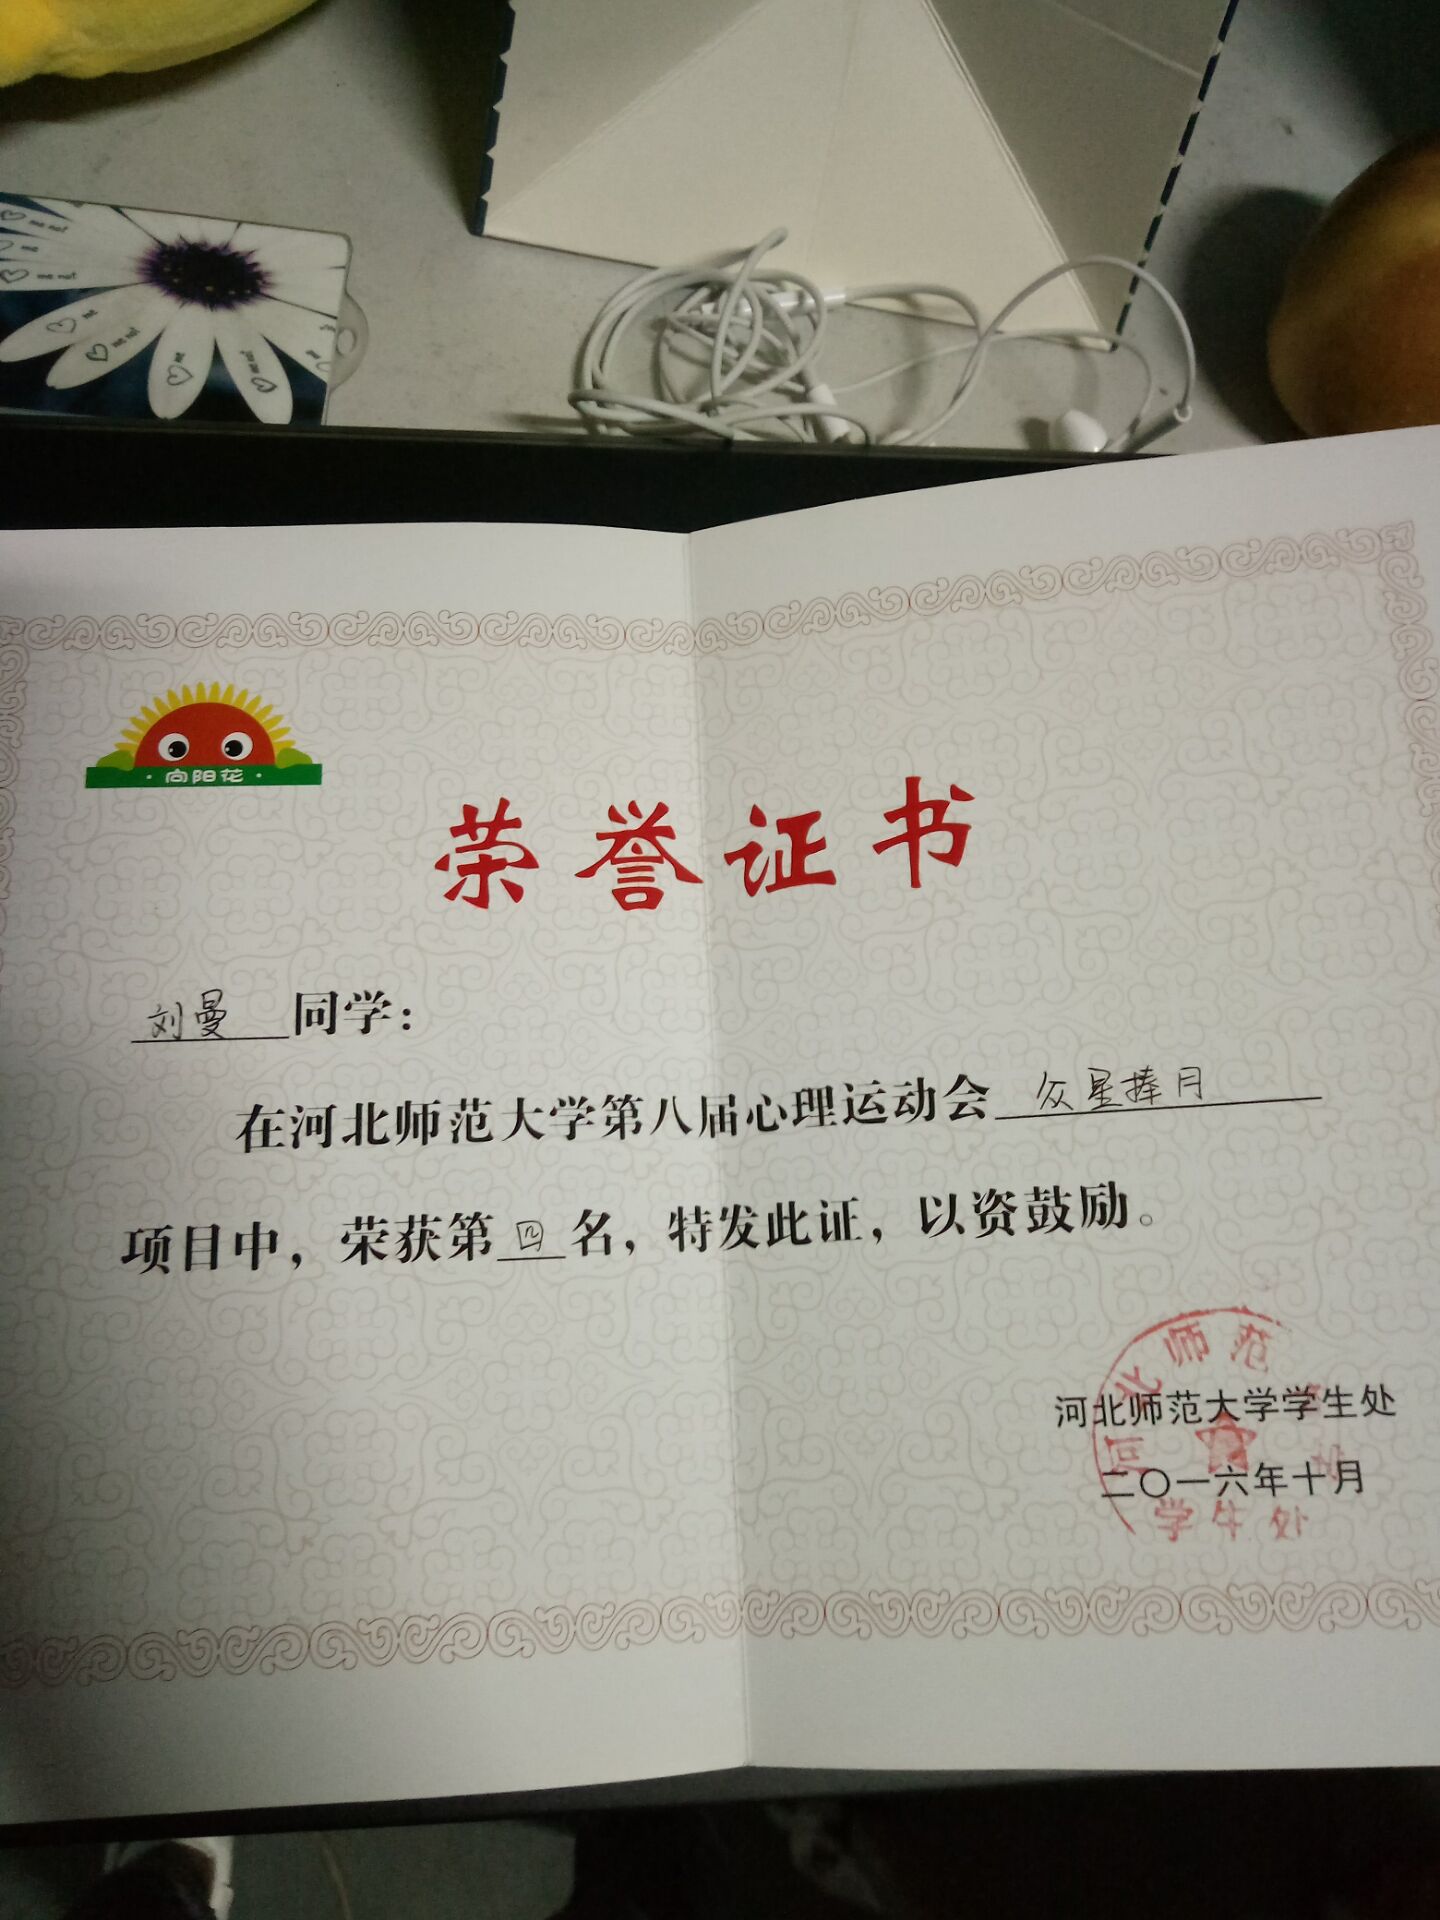 向阳花
荣誉证书
刘曼同学：
在河北师范大学第八届心理运动会众星捧月
项目中，荣获第四名，特发此证，以资鼓励。
河北师范大学学生处
二〇一六年十月
北师范
学生处